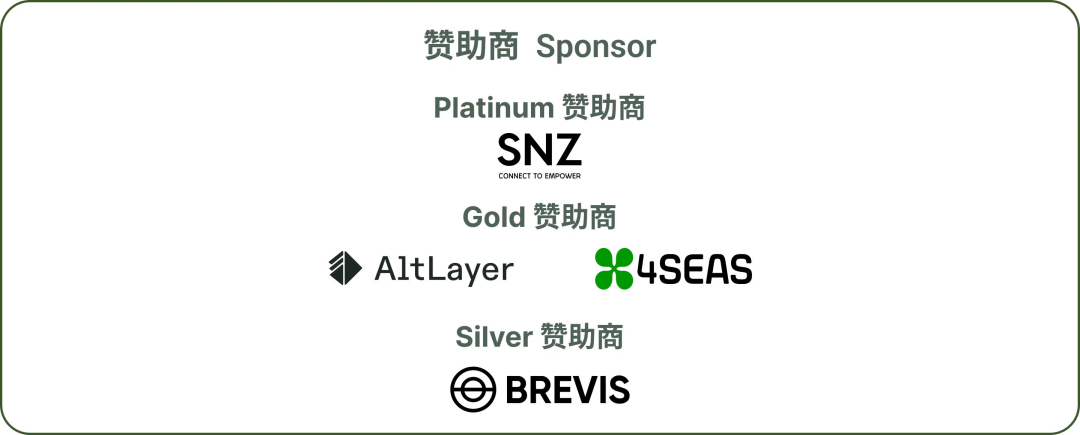 赞助商 Sponsor
Platinum 赞助商
SNZ
CONNECT TO EMPOWER
Gold 赞助商
AltLayer
4SEAS
Silver 赞助商
BREVIS